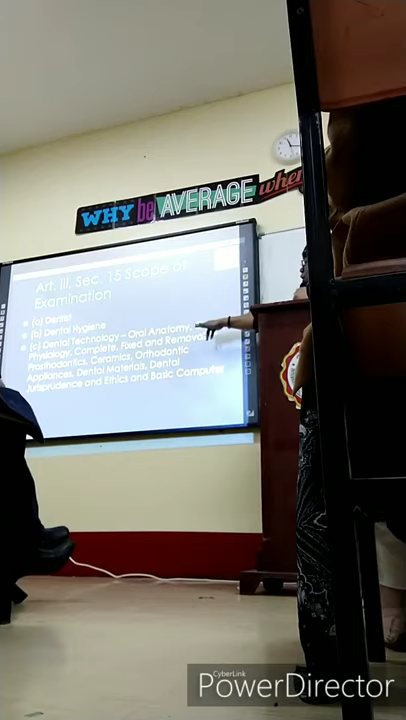 WHY be AVERAGE when
Art. III, Sec. 15 Scope of
Examination
(a) Dentist
(b) Dental Hygiene
(c) Dental Technology – Oral Anatomy,
Physiology, Complete, Fixed and
Prosthodontics, Ceramics, Orthodontic
Appliances, Dental Materials, Dental
Jurisprudence and Ethics and Basic Computer
CyberLink
PowerDirector